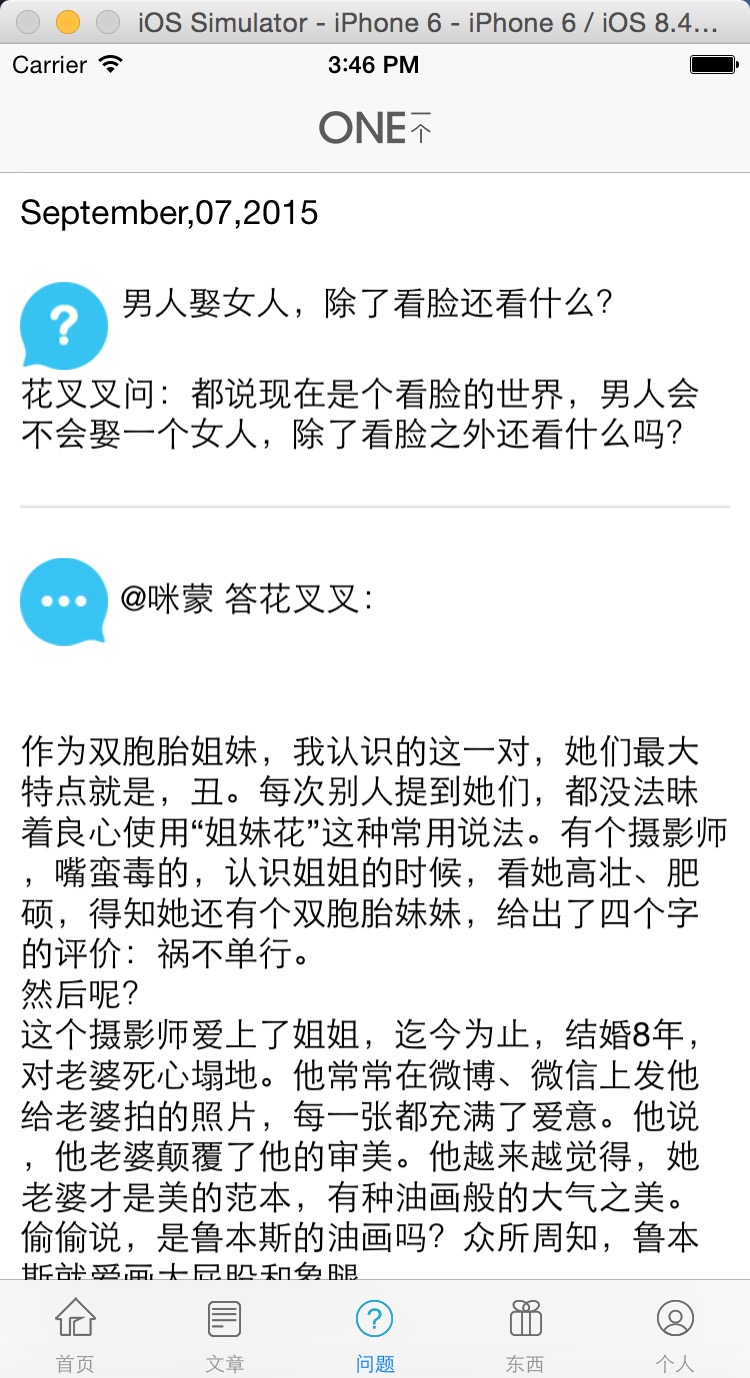 iOS Simulator - iPhone 6 - iPhone 6 / iOS 8.4...
Carrier 3:46 PM
ONE一个
September,07,2015
男人娶女人，除了看脸还看什么？
花叉叉问：都说现在是个看脸的世界，男人会
不会娶一个女人，除了看脸之外还看什么吗？
@咪蒙 答花叉叉：
作为双胞胎姐妹，我认识的这一对，她们最大
特点就是，丑。每次别人提到她们，都没法昧
着良心使用“姐妹花”这种常用说法。有个摄影师
，嘴蛮毒的，认识姐姐的时候，看她高壮、肥
硕，得知她还有个双胞胎妹妹，给出了四个字
的评价：祸不单行。
然后呢？
这个摄影师爱上了姐姐，迄今为止，结婚8年，
对老婆死心塌地。他常常在微博、微信上发他
给老婆拍的照片，每一张都充满了爱意。他说
，他老婆颠覆了他的审美。他越来越觉得，她
老婆才是美的范本，有种油画般的大气之美。
偷偷说，是鲁本斯的油画吗？众所周知，鲁本
斯就爱画大屁股和象腿
首页 文章 问题 东西 个人